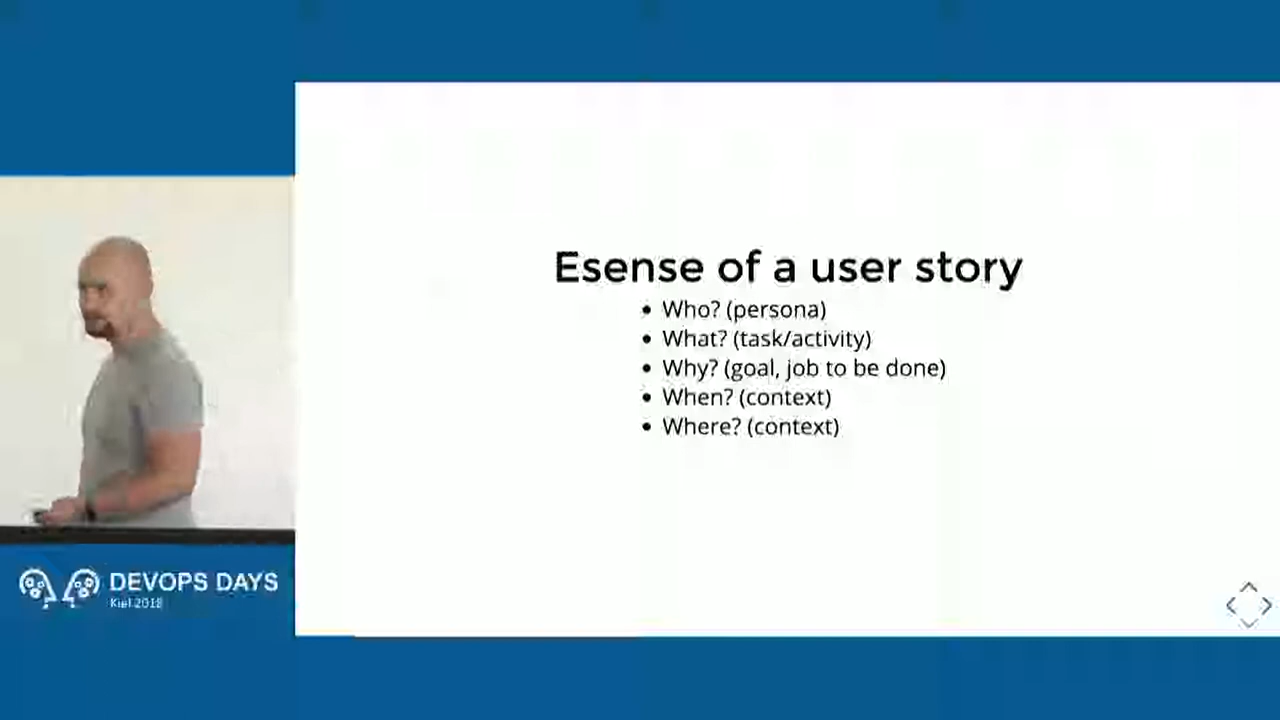 Esense of a user story
• Who? (persona)
• What? (task/activity)
• Why? (goal, job to be done)
• When? (context)
• Where? (context)
DEVOPS DAYS
Kiel 2018